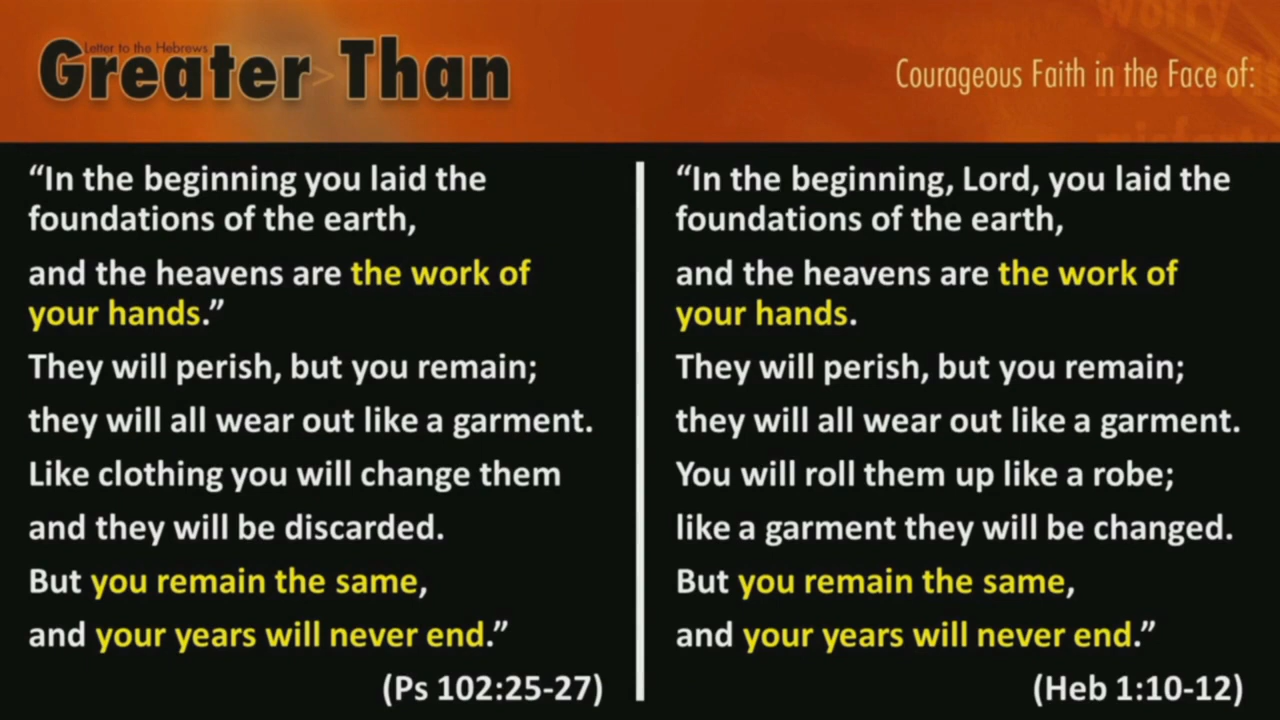 Letter to the Hebrews
Greater > Than
Courageous Faith in the Face of:
worry
“In the beginning you laid the
foundations of the earth,
and the heavens are the work of
your hands.”
They will perish, but you remain;
they will all wear out like a garment.
Like clothing you will change them
and they will be discarded.
But you remain the same,
and your years will never end.”
(Ps 102:25-27)
“In the beginning, Lord, you laid the
foundations of the earth,
and the heavens are the work of
your hands.
They will perish, but you remain;
they will all wear out like a garment.
You will roll them up like a robe;
like a garment they will be changed.
But you remain the same,
and your years will never end.”
(Heb 1:10-12)